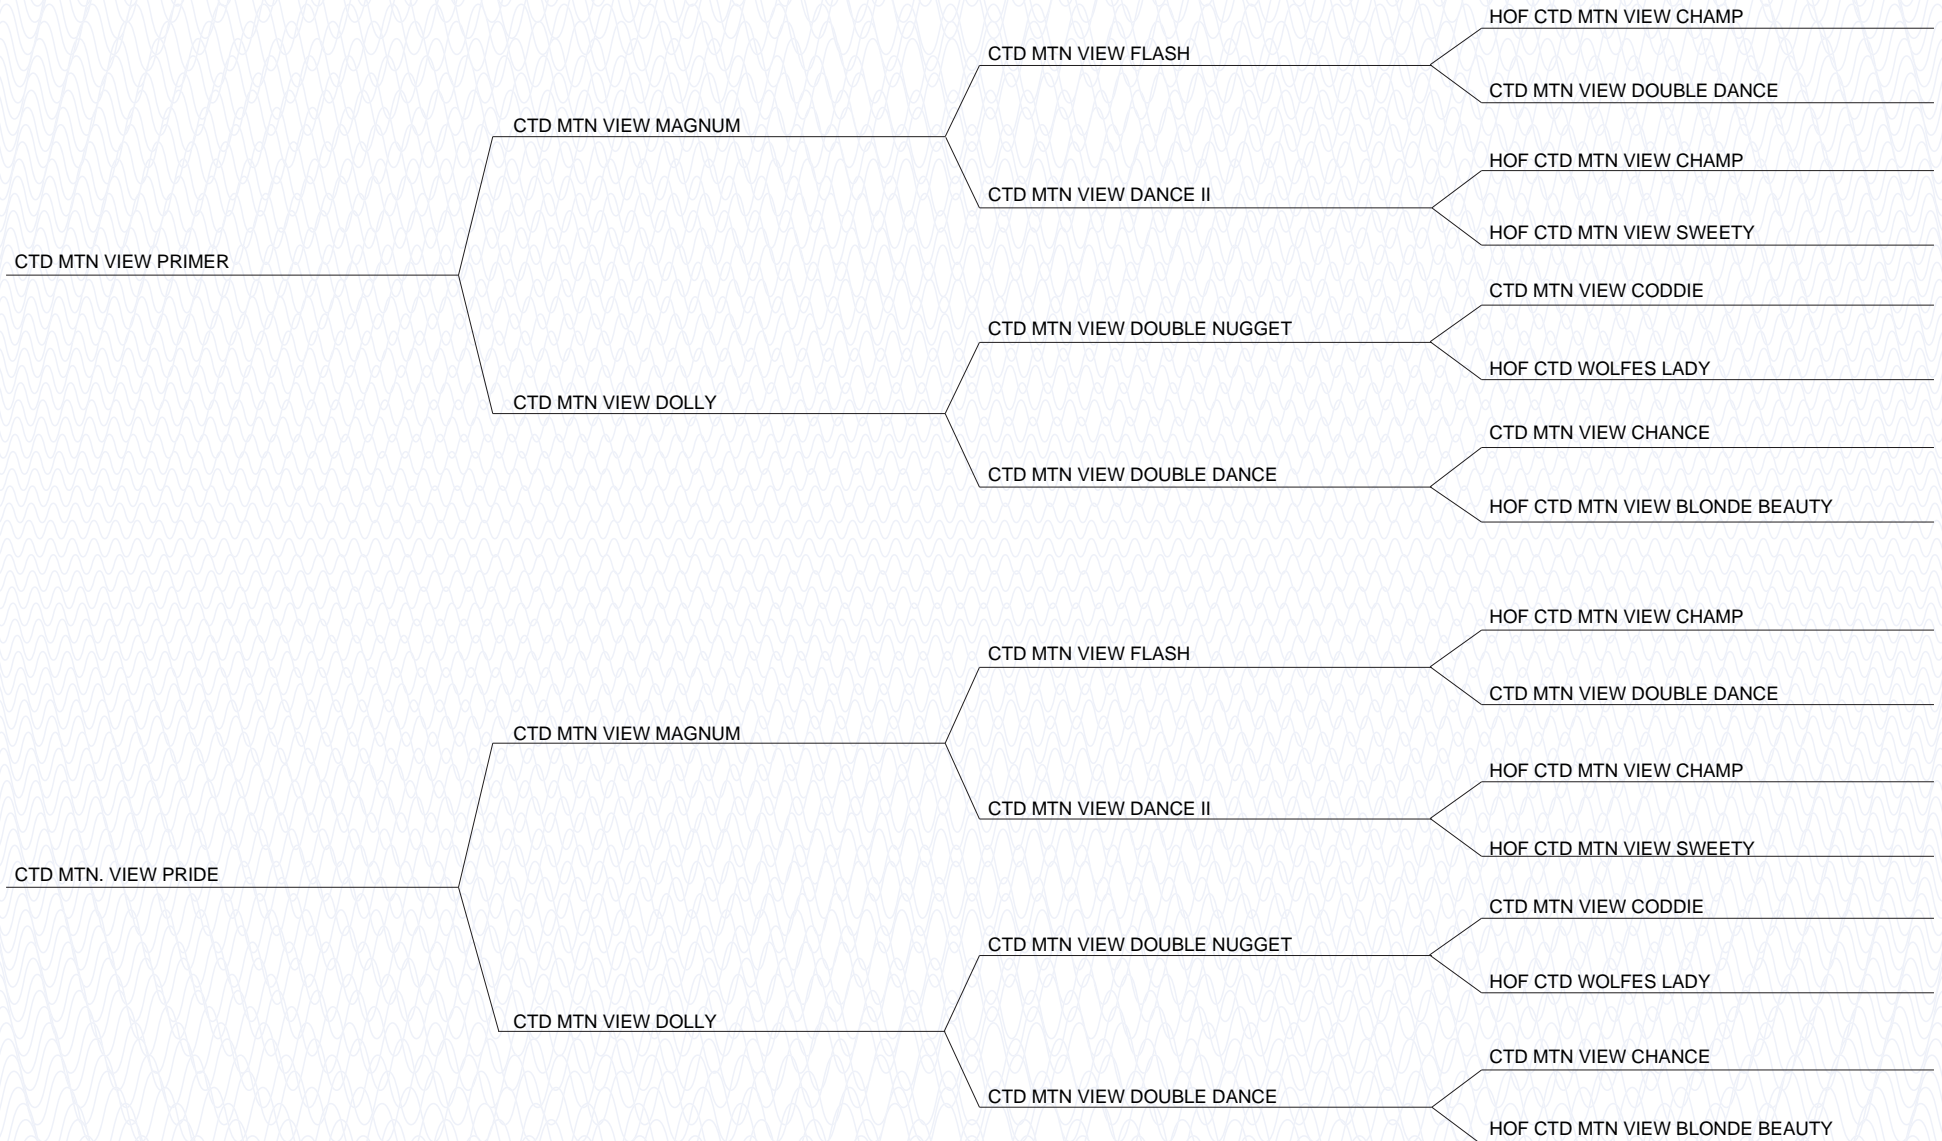 HOF CTD MTN VIEW CHAMP
CTD MTN VIEW FLASH
CTD MTN VIEW DOUBLE DANCE
CTD MTN VIEW MAGNUM
HOF CTD MTN VIEW CHAMP
CTD MTN VIEW DANCE II
HOF CTD MTN VIEW SWEETY
CTD MTN VIEW PRIMER
CTD MTN VIEW CODDIE
CTD MTN VIEW DOUBLE NUGGET
HOF CTD WOLFES LADY
CTD MTN VIEW DOLLY
CTD MTN VIEW CHANCE
CTD MTN VIEW DOUBLE DANCE
HOF CTD MTN VIEW BLONDE BEAUTY
HOF CTD MTN VIEW CHAMP
CTD MTN VIEW FLASH
CTD MTN VIEW DOUBLE DANCE
CTD MTN VIEW MAGNUM
HOF CTD MTN VIEW CHAMP
CTD MTN VIEW DANCE II
HOF CTD MTN VIEW SWEETY
CTD MTN. VIEW PRIDE
CTD MTN VIEW CODDIE
CTD MTN VIEW DOUBLE NUGGET
HOF CTD WOLFES LADY
CTD MTN VIEW DOLLY
CTD MTN VIEW CHANCE
CTD MTN VIEW DOUBLE DANCE
HOF CTD MTN VIEW BLONDE BEAUTY